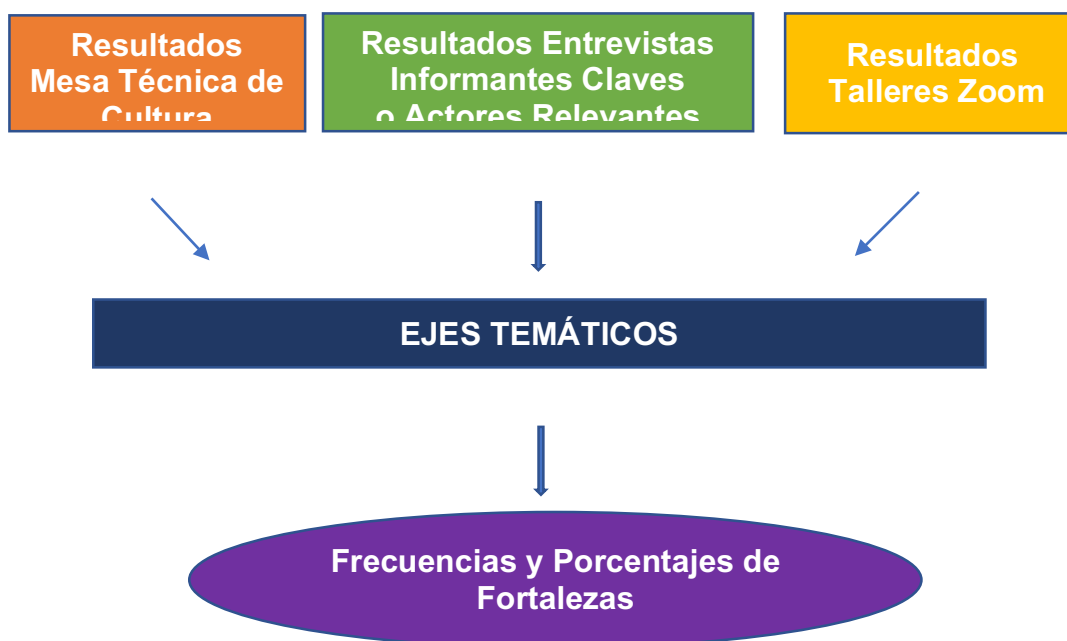 Resultados
Mesa Técnica de
Cultura
Resultados Entrevistas
Informantes Claves
o Actores Relevantes
Resultados
Talleres Zoom
EJES TEMÁTICOS
Frecuencias y Porcentajes de
Fortalezas